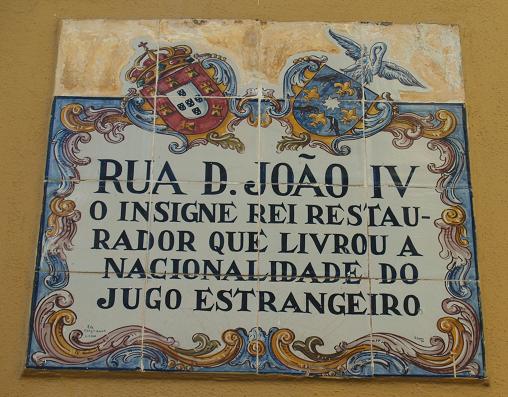 RUA D. JOÃO IV
O INSIGNE REI RESTAU-
RADOR QUE LIVROU A
NACIONALIDADE DO
JUGO ESTRANGEIRO